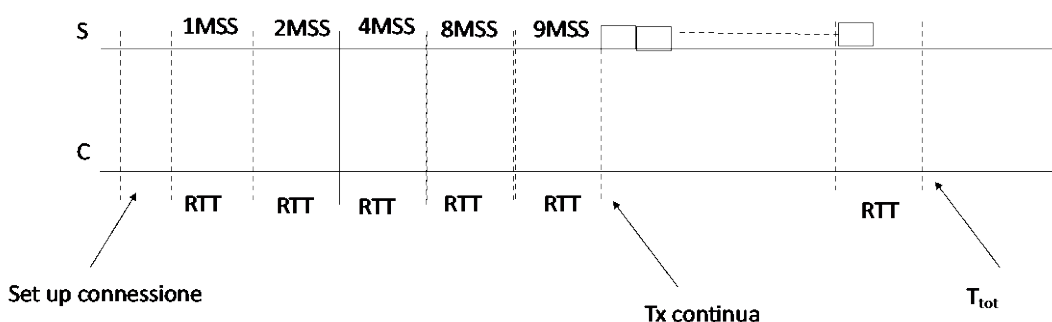 S 1MSS 2MSS 4MSS 8MSS 9MSS
C
RTT RTT RTT RTT RTT RTT
Set up connessione
Tx continua
Ttot